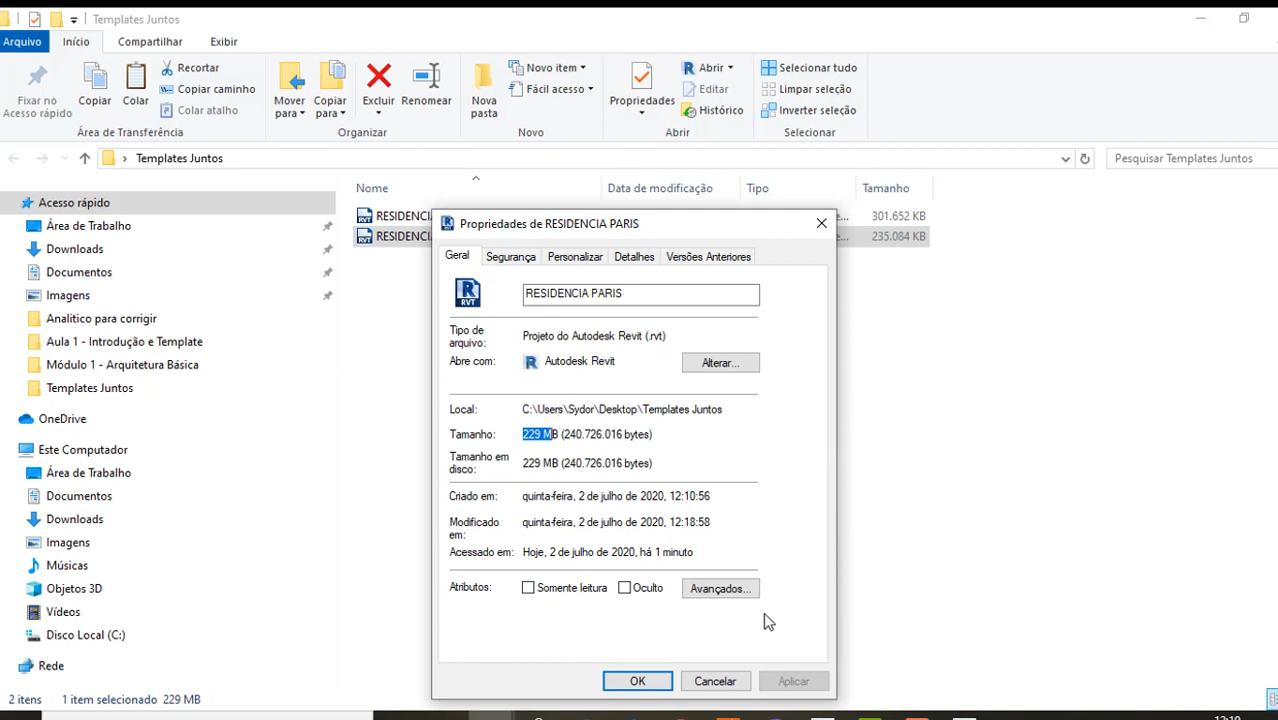 Templates Juntos
Arquivo Início Compartilhar Exibir
Fixar no Acesso rápido
Copiar
Colar
Recortar
Copiar caminho
Colar atalho
Área de Transferência
Mover para
Copiar para
Excluir
Renomear
Organizar
Nova pasta
Novo item
Fácil acesso
Novo
Propriedades
Abrir
Editar
Histórico
Abrir
Selecionar tudo
Limpar seleção
Inverter seleção
Selecionar
Templates Juntos
Pesquisar Templates Juntos
Acesso rápido
Área de Trabalho
Downloads
Documentos
Imagens
Analitico para corrigir
Aula 1 - Introdução e Template
Módulo 1 - Arquitetura Básica
Templates Juntos
OneDrive
Este Computador
Área de Trabalho
Documentos
Downloads
Imagens
Músicas
Objetos 3D
Vídeos
Disco Local (C:)
Rede
Nome Data de modificação Tipo Tamanho
301.652 KB
235.084 KB
Propriedades de RESIDENCIA PARIS
Geral Segurança Personalizar Detalhes Versões Anteriores
RVT
RESIDENCIA PARIS
Tipo de arquivo: Projeto do Autodesk Revit (.rvt)
Abre com: Autodesk Revit Alterar...
Local: C:\Users\Sydor\Desktop\Templates Juntos
Tamanho: 229 MB (240.726.016 bytes)
Tamanho em disco: 229 MB (240.726.016 bytes)
Criado em: quinta-feira, 2 de julho de 2020, 12:10:56
Modificado em: quinta-feira, 2 de julho de 2020, 12:18:58
Acessado em: Hoje, 2 de julho de 2020, há 1 minuto
Atributos: Somente leitura Oculto Avançados...
OK Cancelar Aplicar
2 itens 1 item selecionado 229 MB